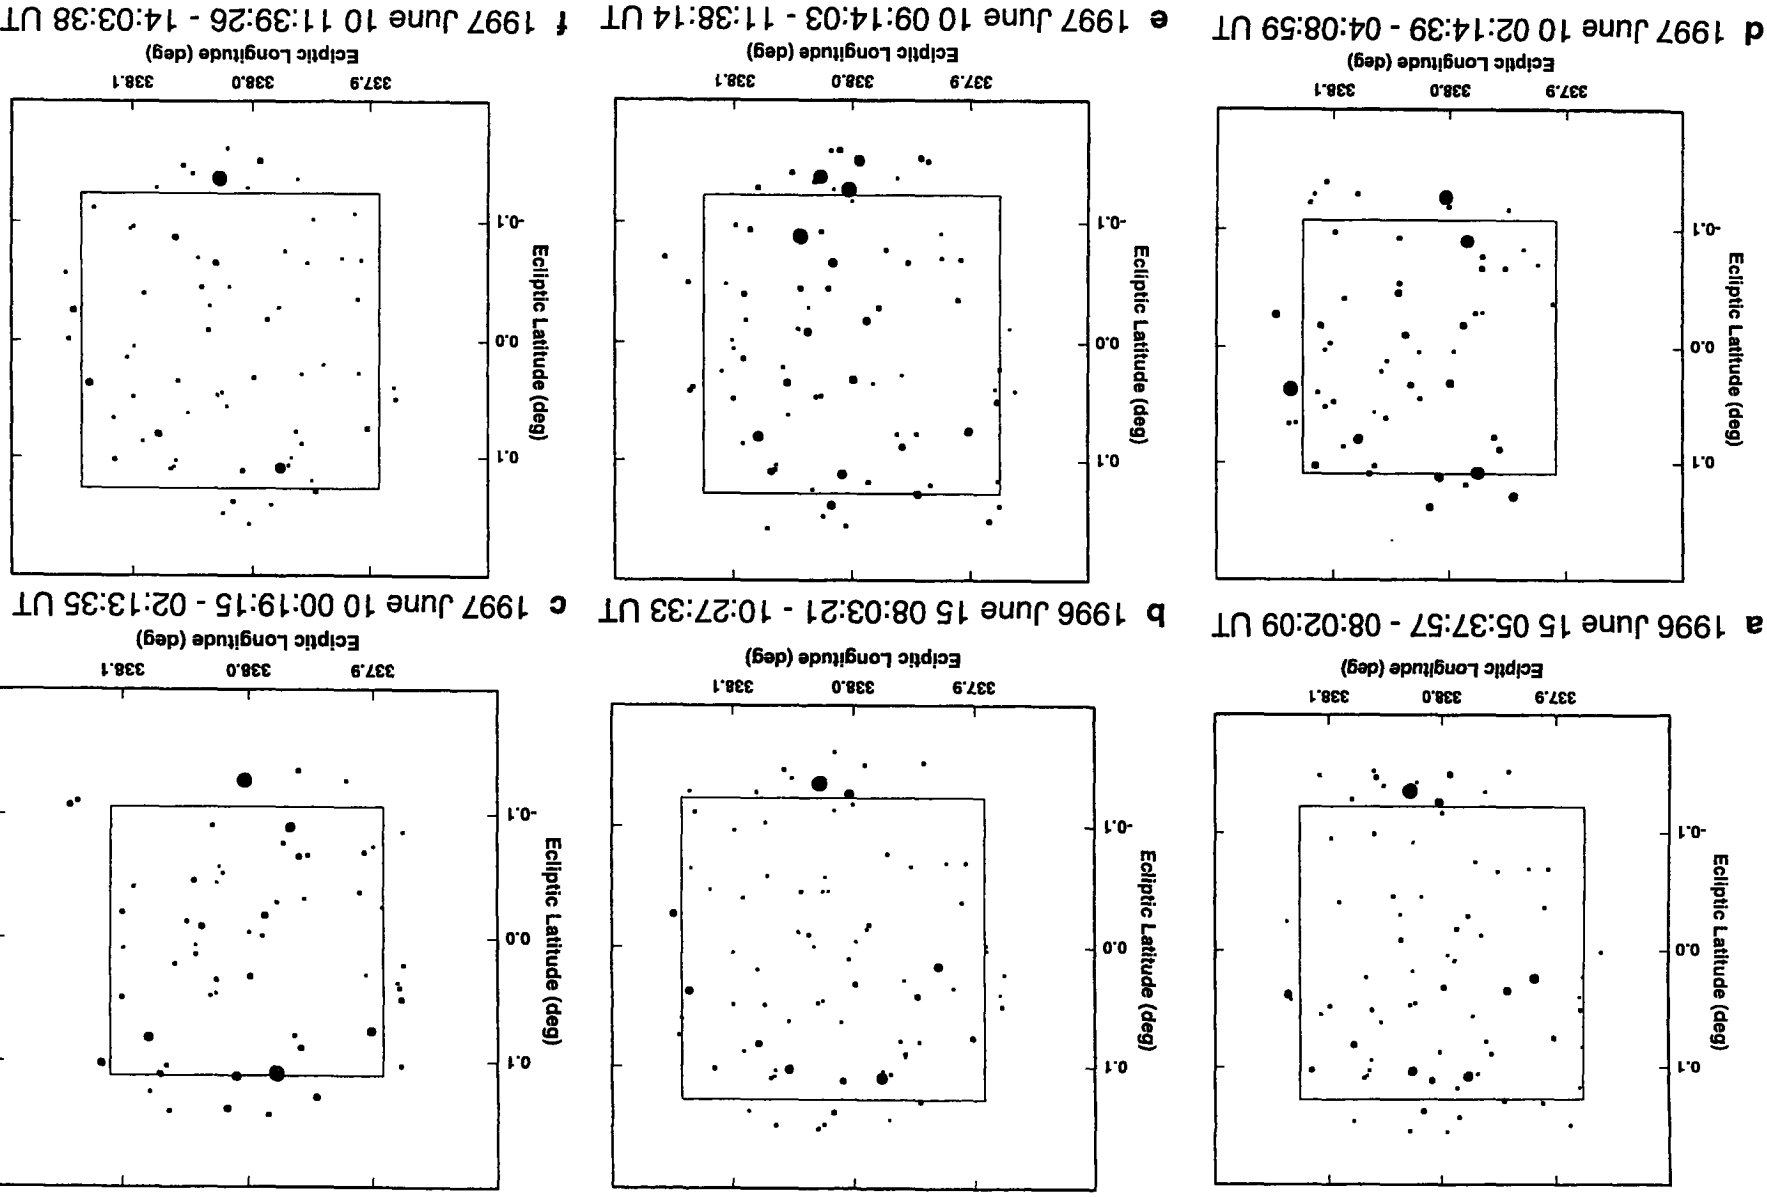 Ecliptic Latitude (deg)
0.1
0.0
-0.1
337.9 338.0 338.1
Eciptic Longitude (deg)
a 1996 June 15 05:37:57 - 08:02:09 UT
Ecliptic Latitude (deg)
0.1
0.0
-0.1
337.9 338.0 338.1
Eciptic Longitude (deg)
b 1996 June 15 08:03:21 - 10:27:33 UT
Ecliptic Latitude (deg)
0.1
0.0
-0.1
337.9 338.0 338.1
Eciptic Longitude (deg)
c 1997 June 10 00:19:15 - 02:13:35 UT
Ecliptic Latitude (deg)
0.1
0.0
-0.1
337.9 338.0 338.1
Eciptic Longitude (deg)
d 1997 June 10 02:14:39 - 04:08:59 UT
Ecliptic Latitude (deg)
0.1
0.0
-0.1
337.9 338.0 338.1
Eciptic Longitude (deg)
e 1997 June 10 09:14:03 - 11:38:14 UT
Ecliptic Latitude (deg)
0.1
0.0
-0.1
337.9 338.0 338.1
Eciptic Longitude (deg)
f 1997 June 10 11:39:26 - 14:03:38 UT